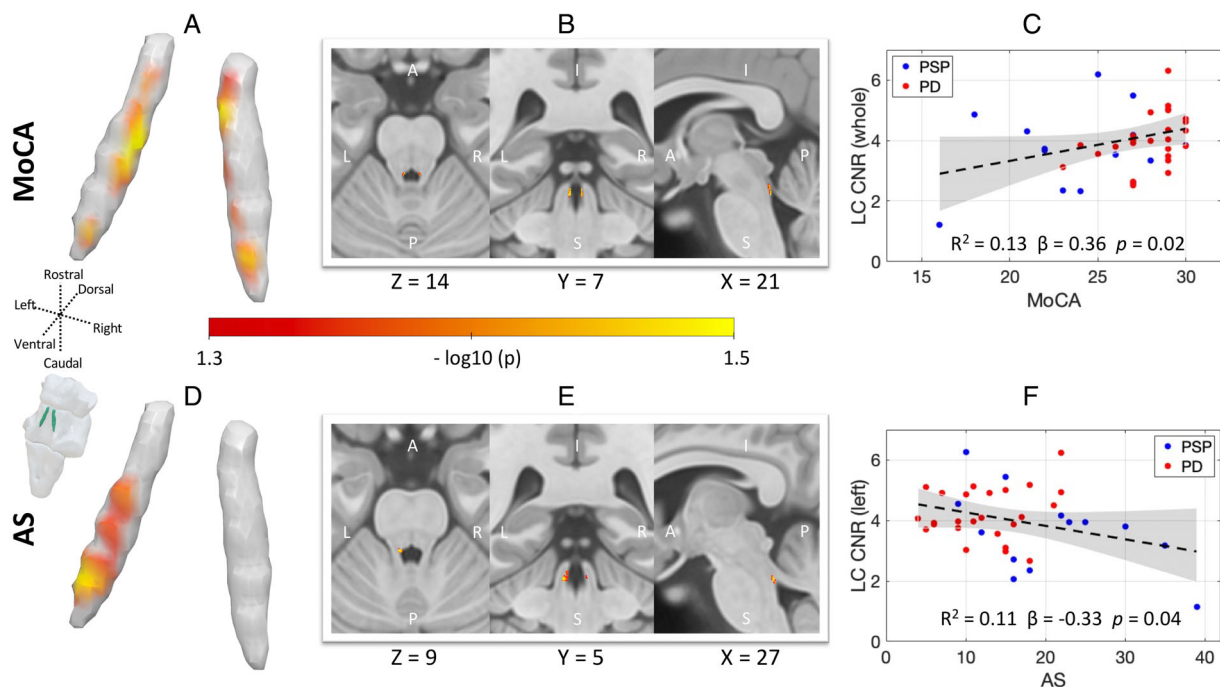 A
B
C
MoCA
A
L
R
P
I
L
R
S
I
A
P
S
Z = 14
Y = 7
X = 21
LC CNR (whole)
6
4
2
0
PSP
PD
R² = 0.13 β = 0.36 p = 0.02
15
20
25
30
MoCA
Rostral
Dorsal
Left
Right
Ventral
Caudal
1.3
- log10 (p)
1.5
D
E
F
AS
A
L
R
P
I
L
R
S
I
A
P
S
Z = 9
Y = 5
X = 27
LC CNR (left)
6
4
2
0
PSP
PD
R² = 0.11 β = -0.33 p = 0.04
0
10
20
30
40
AS